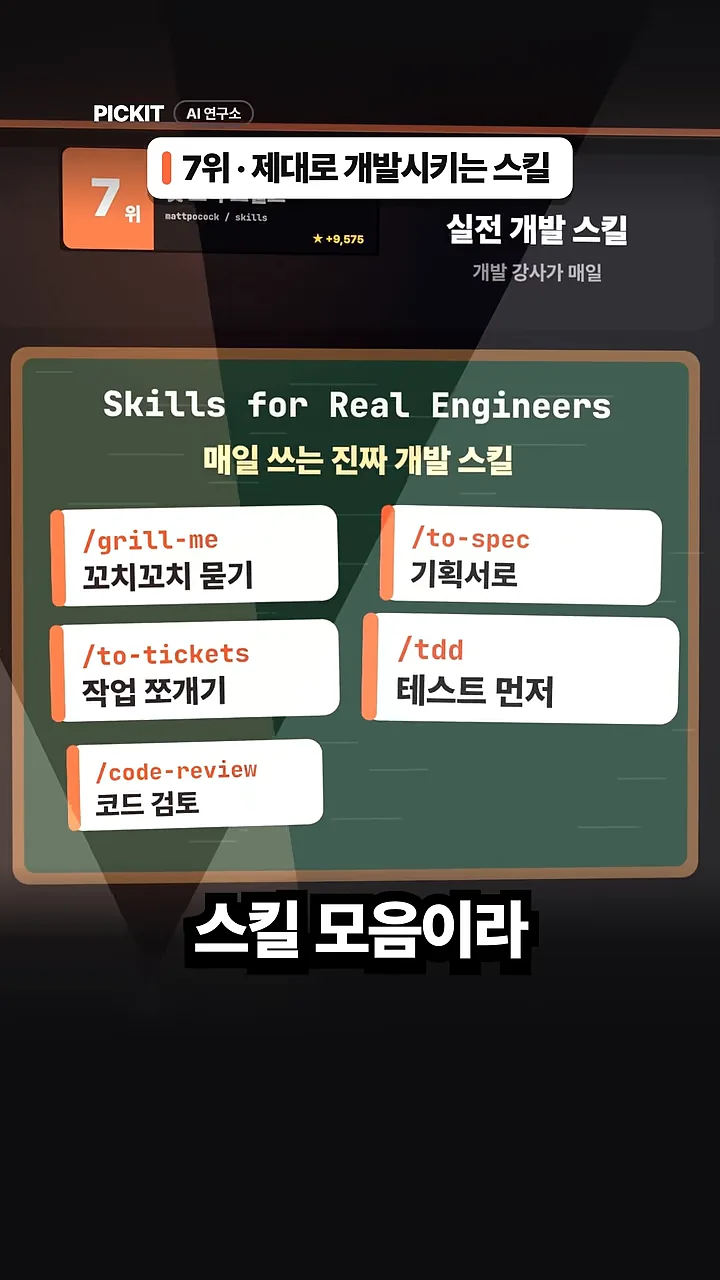 PICKIT AI 연구소
7위 · 제대로 개발시키는 스킬
7위
mattpocock / skills
★ +9,575
실전 개발 스킬
개발 강사가 매일
Skills for Real Engineers
매일 쓰는 진짜 개발 스킬
/grill-me
꼬치꼬치 묻기
/to-spec
기획서로
/to-tickets
작업 쪼개기
/tdd
테스트 먼저
/code-review
코드 검토
스킬 모음이라